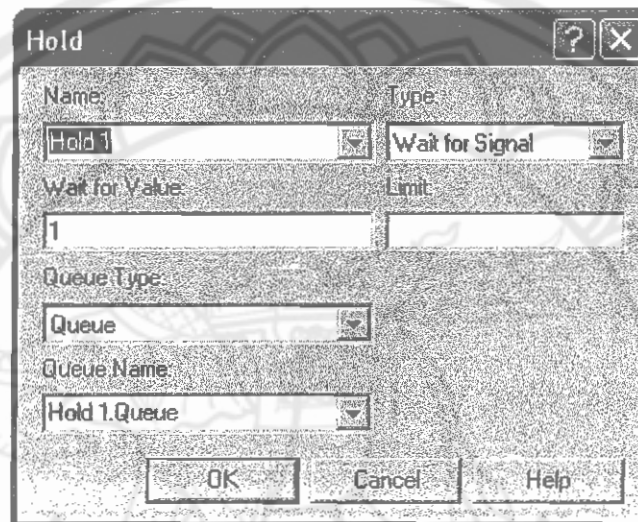 Hold
Name: Type:
Hold 1 Wait for Signal
Wait for Value: Limit:
1
Queue Type:
Queue
Queue Name:
Hold 1.Queue
OK Cancel Help